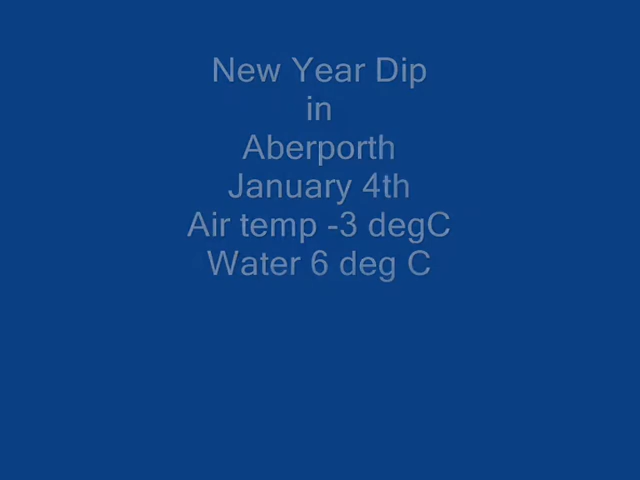 New Year Dip
in
Aberporth
January 4th
Air temp -3 degC
Water 6 deg C